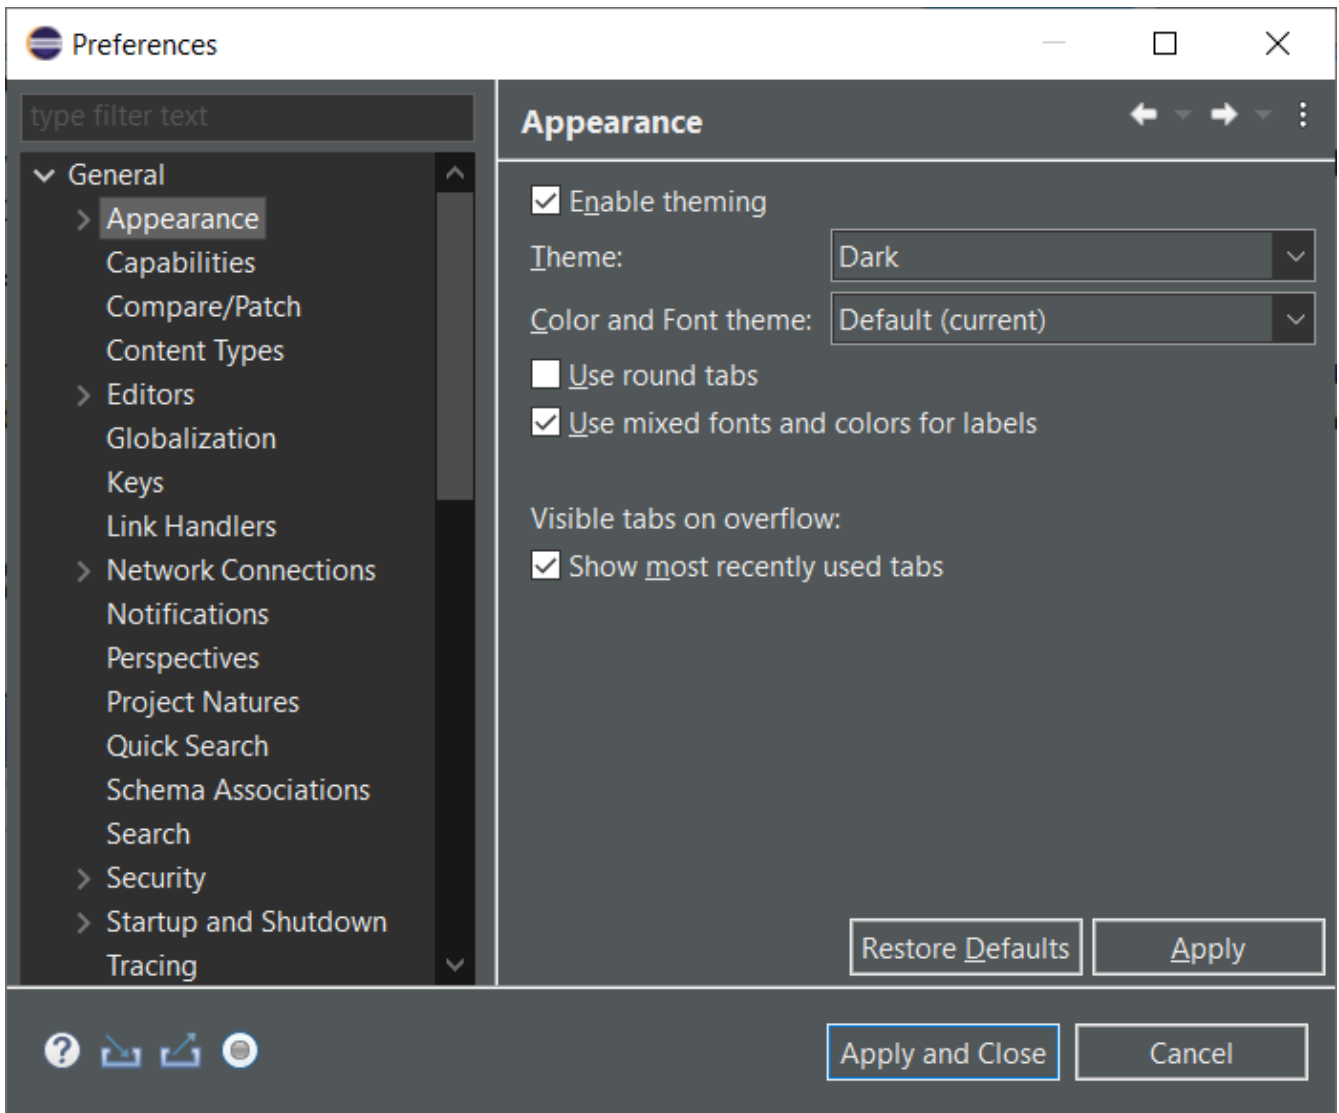 Preferences
type filter text
General
Appearance
Capabilities
Compare/Patch
Content Types
Editors
Globalization
Keys
Link Handlers
Network Connections
Notifications
Perspectives
Project Natures
Quick Search
Schema Associations
Search
Security
Startup and Shutdown
Tracing
Appearance
Enable theming
Theme: Dark
Color and Font theme: Default (current)
Use round tabs
Use mixed fonts and colors for labels
Visible tabs on overflow:
Show most recently used tabs
Restore Defaults Apply
Apply and Close Cancel